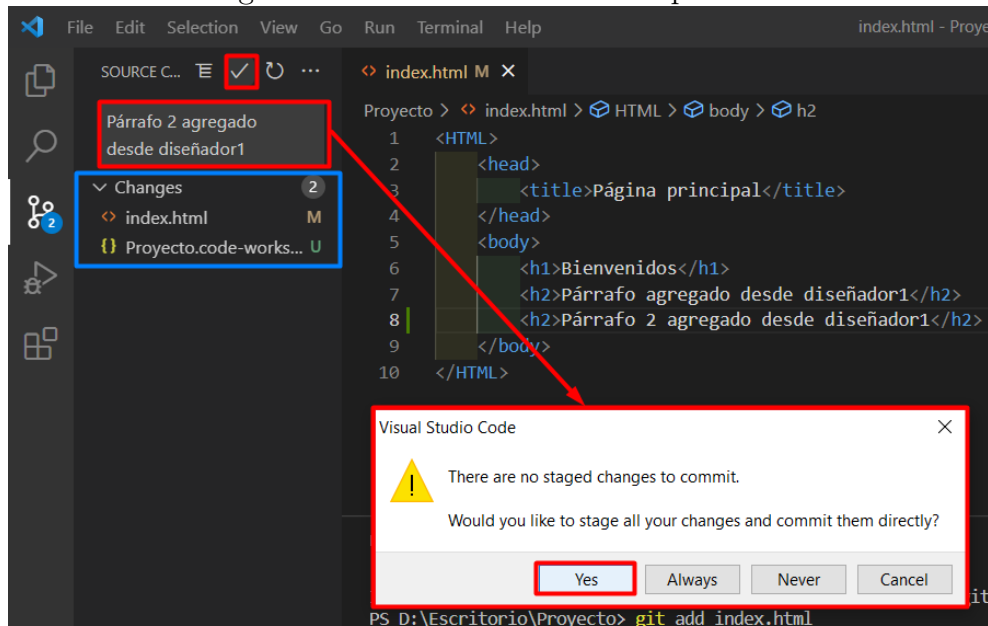 File Edit Selection View Go Run Terminal Help index.html - Proye
SOURCE C...
Párrafo 2 agregado
desde diseñador1
Changes 2
index.html M
{} Proyecto.code-works... U
2
index.html M
Proyecto > index.html > HTML > body > h2
1 <HTML>
2 <head>
3 <title>Página principal</title>
4 </head>
5 <body>
6 <h1>Bienvenidos</h1>
7 <h2>Párrafo agregado desde diseñador1</h2>
8 <h2>Párrafo 2 agregado desde diseñador1</h2>
9 </body>
10 </HTML>
Visual Studio Code
There are no staged changes to commit.
Would you like to stage all your changes and commit them directly?
Yes Always Never Cancel
PS D:\Escritorio\Proyecto> git add index.html